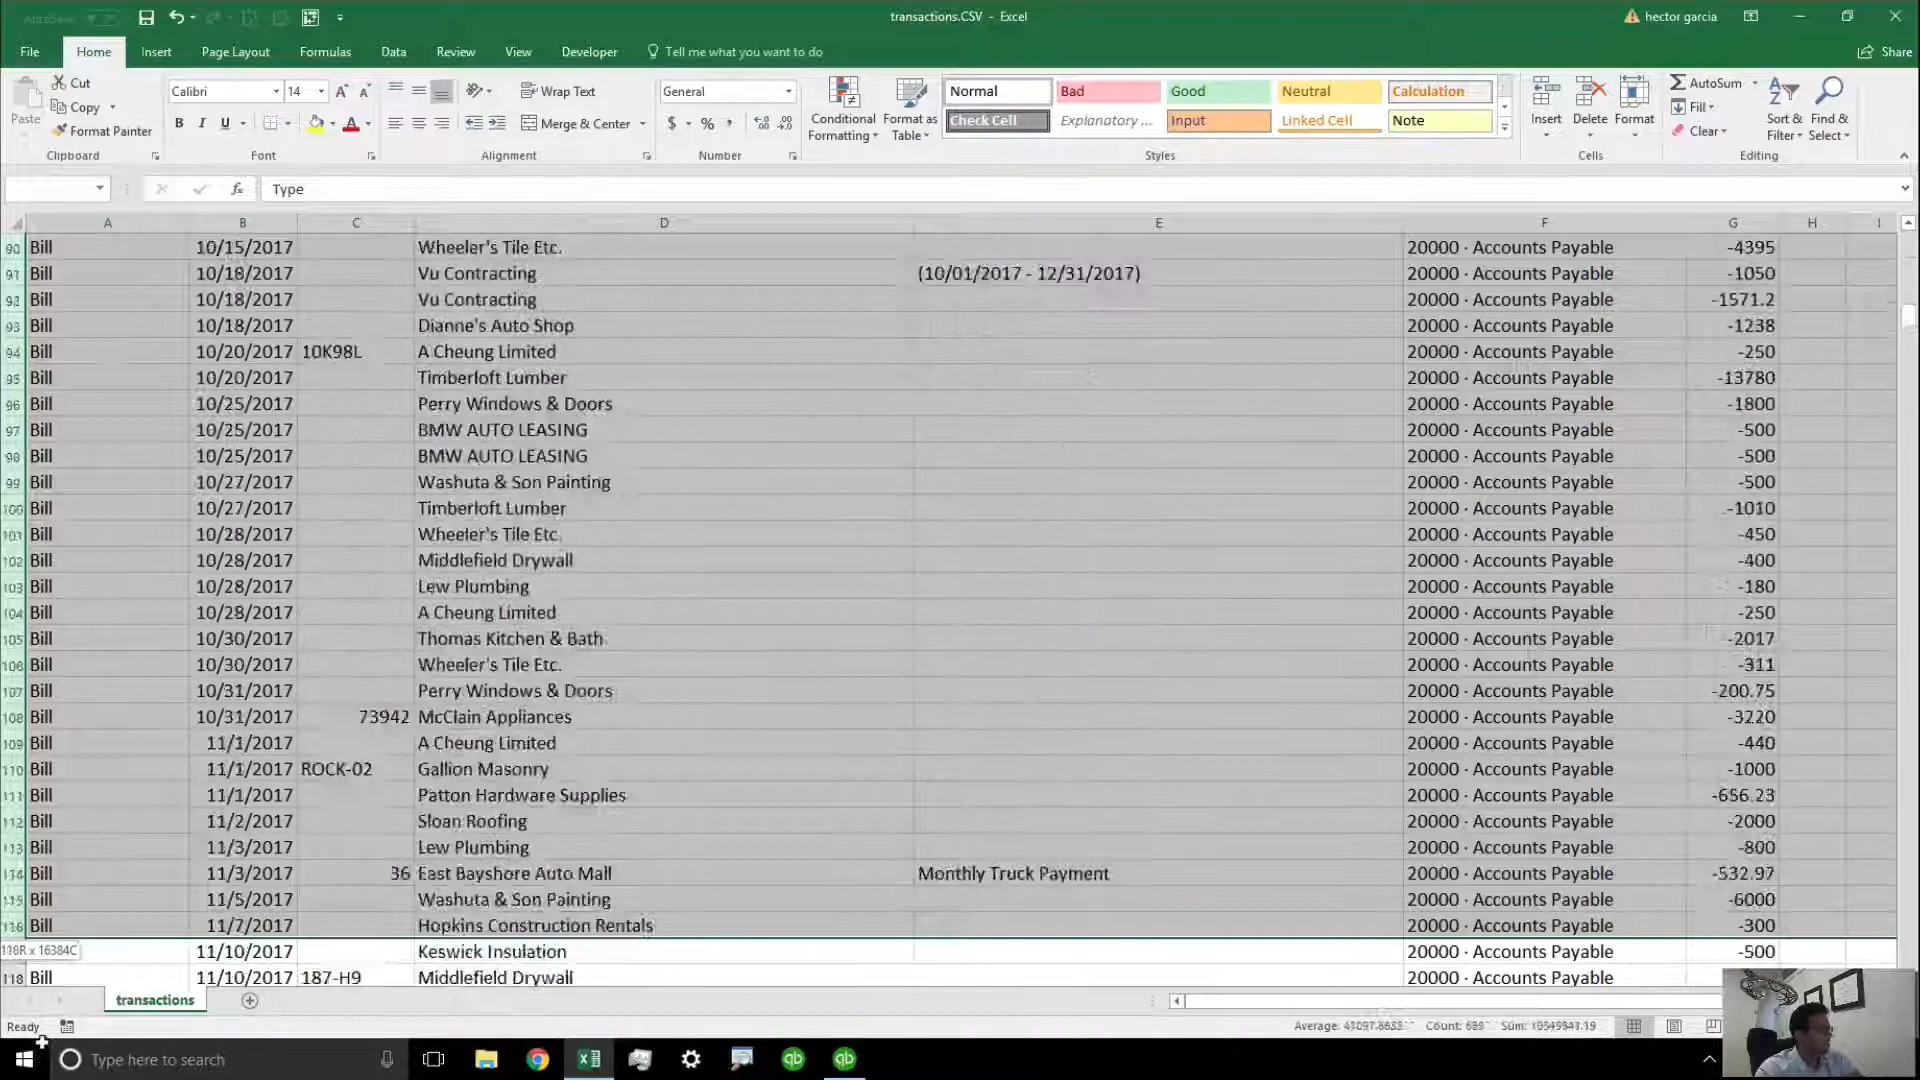 transactions.CSV - Excel
hector garcia
File Home Insert Page Layout Formulas Data Review View Developer Tell me what you want to do Share
Paste Cut Copy Format Painter
Calibri 14
B I U A
Wrap Text
Merge & Center
General
$ % ,
Conditional Formatting
Format as Table
Normal Bad Good Neutral Calculation
Check Cell Explanatory ... Input Linked Cell Note
Insert Delete Format
AutoSum
Fill
Clear
Sort & Filter
Find & Select
Clipboard Font Alignment Number Styles Cells Editing
fx Type
A B C D E F G H I
90 Bill 10/15/2017 Wheeler's Tile Etc. 20000 · Accounts Payable -4395
91 Bill 10/18/2017 Vu Contracting (10/01/2017 - 12/31/2017) 20000 · Accounts Payable -1050
92 Bill 10/18/2017 Vu Contracting 20000 · Accounts Payable -1571.2
93 Bill 10/18/2017 Dianne's Auto Shop 20000 · Accounts Payable -1238
94 Bill 10/20/2017 10K98L A Cheung Limited 20000 · Accounts Payable -250
95 Bill 10/20/2017 Timberloft Lumber 20000 · Accounts Payable -13780
96 Bill 10/25/2017 Perry Windows & Doors 20000 · Accounts Payable -1800
97 Bill 10/25/2017 BMW AUTO LEASING 20000 · Accounts Payable -500
98 Bill 10/25/2017 BMW AUTO LEASING 20000 · Accounts Payable -500
99 Bill 10/27/2017 Washuta & Son Painting 20000 · Accounts Payable -500
100 Bill 10/27/2017 Timberloft Lumber 20000 · Accounts Payable -1010
101 Bill 10/28/2017 Wheeler's Tile Etc. 20000 · Accounts Payable -450
102 Bill 10/28/2017 Middlefield Drywall 20000 · Accounts Payable -400
103 Bill 10/28/2017 Lew Plumbing 20000 · Accounts Payable -180
104 Bill 10/28/2017 A Cheung Limited 20000 · Accounts Payable -250
105 Bill 10/30/2017 Thomas Kitchen & Bath 20000 · Accounts Payable -2017
106 Bill 10/30/2017 Wheeler's Tile Etc. 20000 · Accounts Payable -311
107 Bill 10/31/2017 Perry Windows & Doors 20000 · Accounts Payable -200.75
108 Bill 10/31/2017 73942 McClain Appliances 20000 · Accounts Payable -3220
109 Bill 11/1/2017 A Cheung Limited 20000 · Accounts Payable -440
110 Bill 11/1/2017 ROCK-02 Gallion Masonry 20000 · Accounts Payable -1000
111 Bill 11/1/2017 Patton Hardware Supplies 20000 · Accounts Payable -656.23
112 Bill 11/2/2017 Sloan Roofing 20000 · Accounts Payable -2000
113 Bill 11/3/2017 Lew Plumbing 20000 · Accounts Payable -800
114 Bill 11/3/2017 36 East Bayshore Auto Mall Monthly Truck Payment 20000 · Accounts Payable -532.97
115 Bill 11/5/2017 Washuta & Son Painting 20000 · Accounts Payable -6000
116 Bill 11/7/2017 Hopkins Construction Rentals 20000 · Accounts Payable -300
116R x 16384C 11/10/2017 Keswick Insulation 20000 · Accounts Payable -500
118 Bill 11/10/2017 187-H9 Middlefield Drywall 20000 · Accounts Payable
transactions
Ready Count: 689
Type here to search